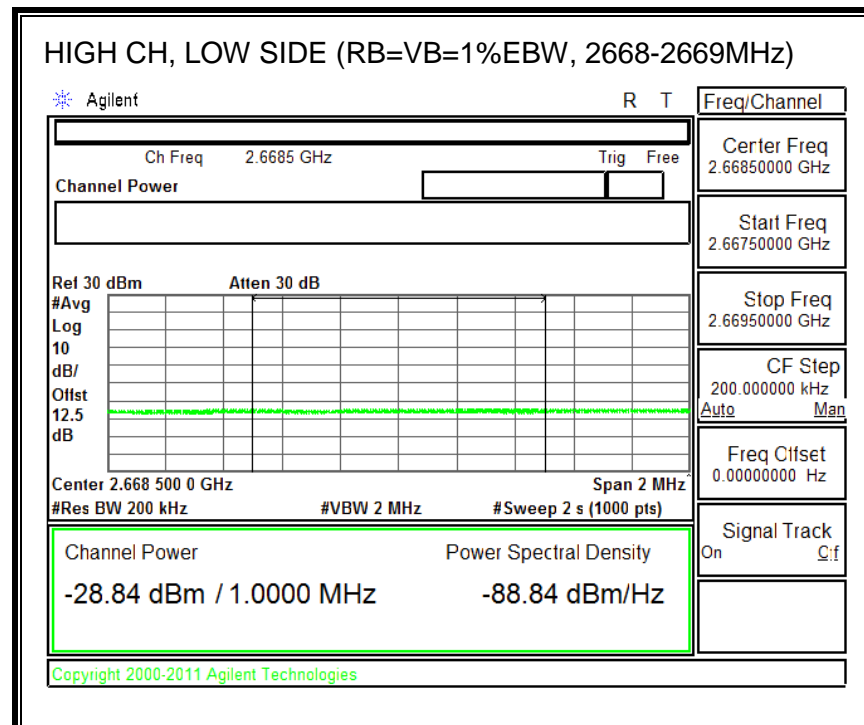 HIGH CH, LOW SIDE (RB=VB=1%EBW, 2668-2669MHz)
Agilent R T
Freq/Channel
Ch Freq 2.6685 GHz Trig Free
Channel Power
Center Freq
2.66850000 GHz
Start Freq
2.66750000 GHz
Stop Freq
2.66950000 GHz
CF Step
200.000000 kHz
Auto Man
Freq Offset
0.00000000 Hz
Signal Track
On Off
Ref 30 dBm Atten 30 dB
#Avg
Log
10
dB/
Offst
12.5
dB
Center 2.668 500 0 GHz Span 2 MHz
#Res BW 200 kHz #VBW 2 MHz #Sweep 2 s (1000 pts)
Channel Power Power Spectral Density
-28.84 dBm / 1.0000 MHz -88.84 dBm/Hz
Copyright 2000-2011 Agilent Technologies